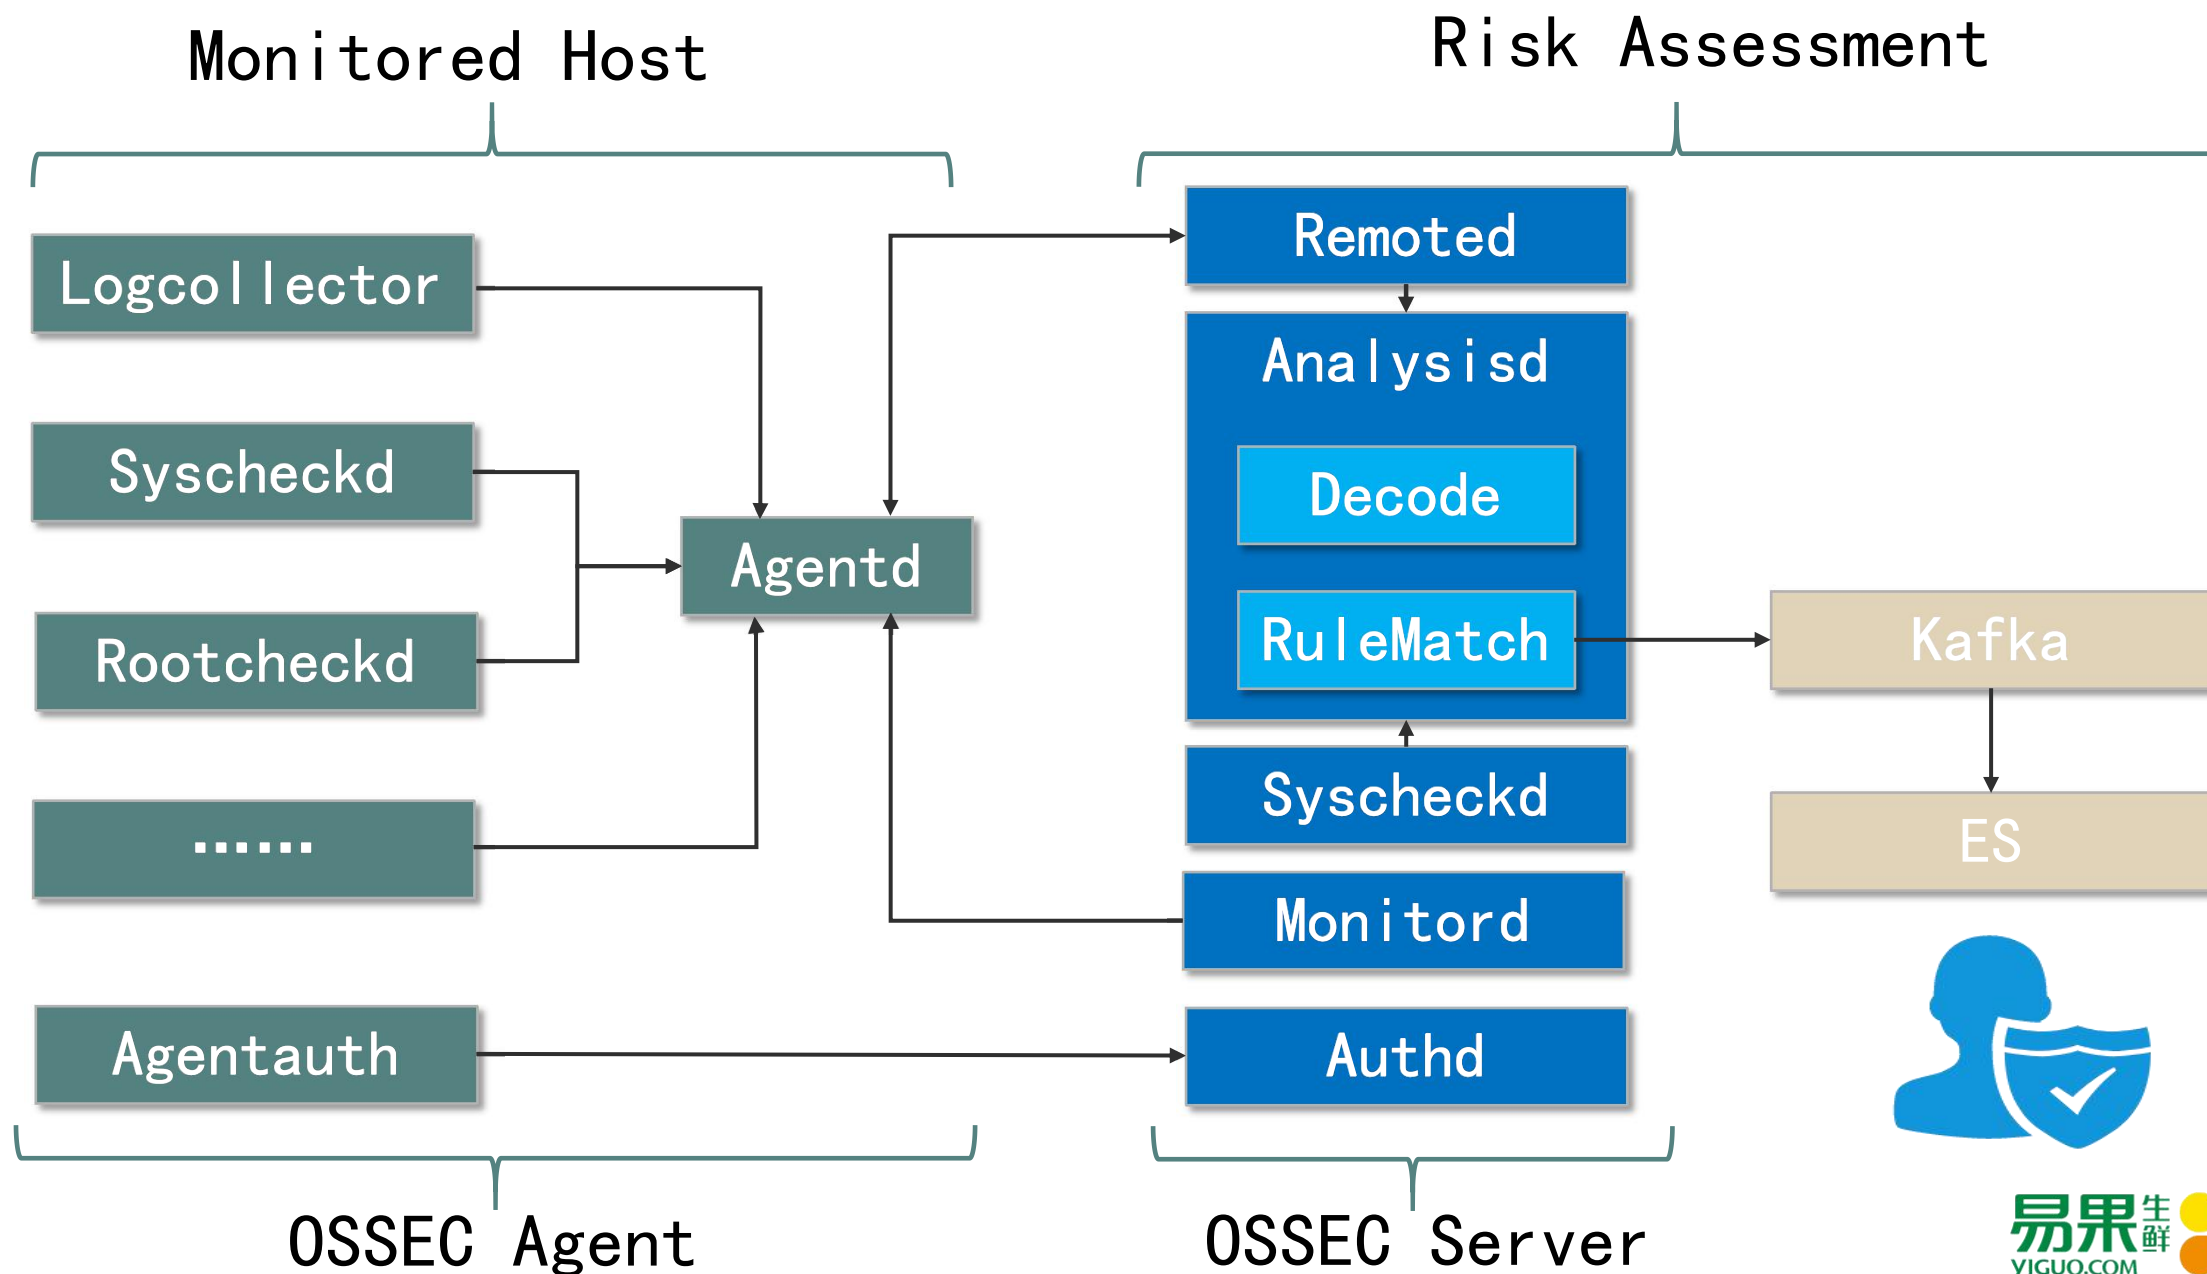 Monitored Host
Risk Assessment
Logcollector
Syscheckd
Rootcheckd
······
Agentauth
Agentd
Remoted
Analysisd
Decode
RuleMatch
Syscheckd
Monitord
Authd
Kafka
ES
OSSEC Agent
OSSEC Server
易果生鲜
YIGUO.COM